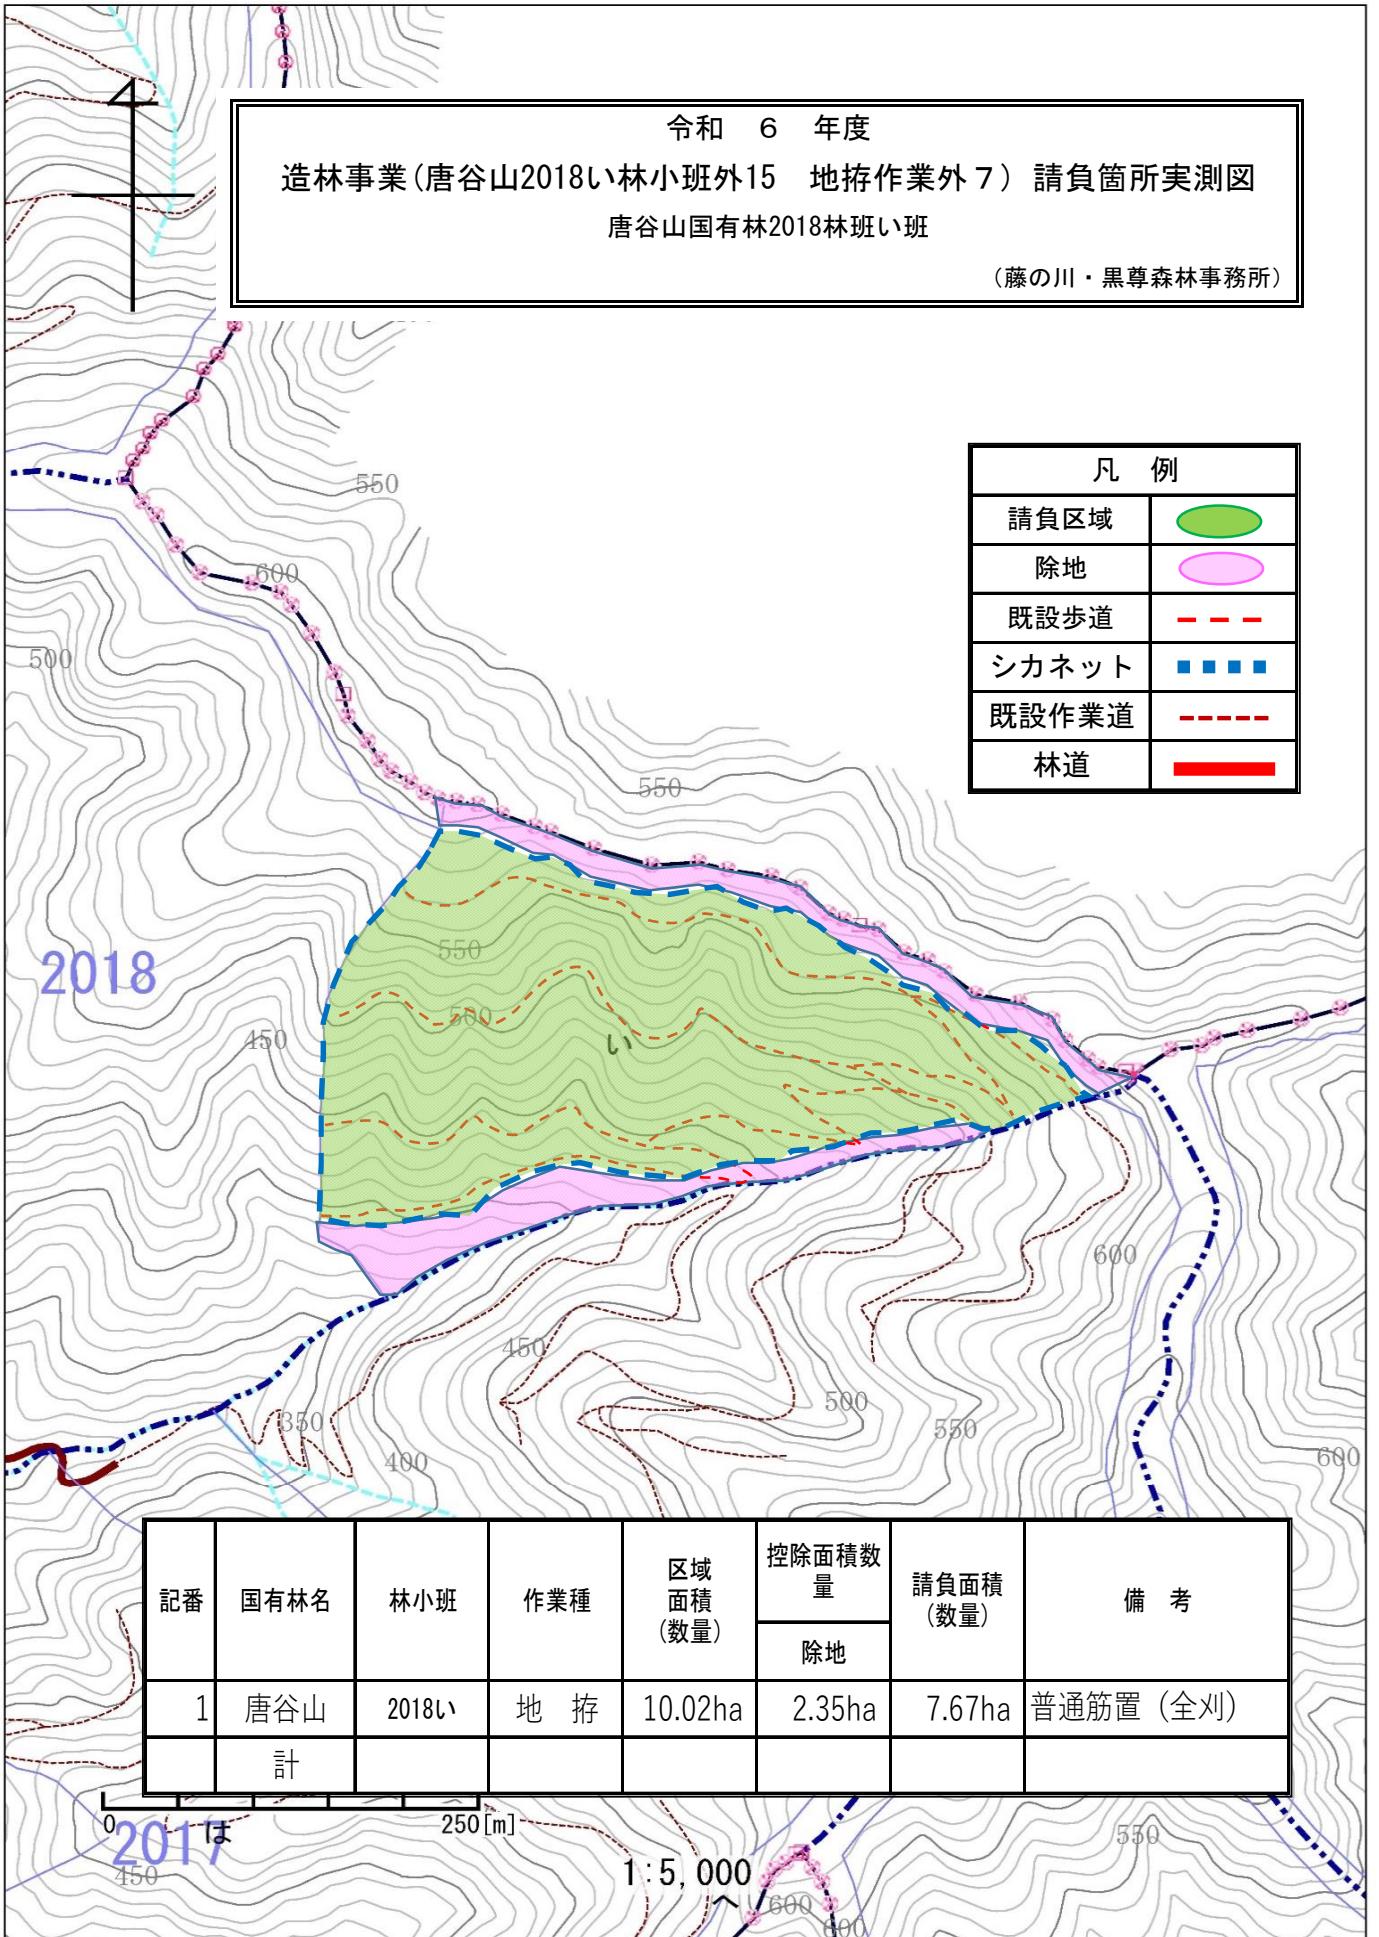 令和　６　年度
造林事業(唐谷山2018い林小班外15　地拵作業外７）請負箇所実測図
唐谷山国有林2018林班い班
（藤の川・黒尊森林事務所）
凡　例
請負区域
除地
既設歩道
シカネット
既設作業道
林道
550
600
500
550
2018
550
500
450
い
600
450
500
550
350
400
600
記番
国有林名
林小班
作業種
区域
面積
（数量）
控除面積数
量
除地
請負面積
（数量）
備　考
1
唐谷山
2018い
地　拵
10.02ha
2.35ha
7.67ha
普通筋置（全刈）
計
0
250[m]
2017
は
450
1:5,000
へ
600
600
550